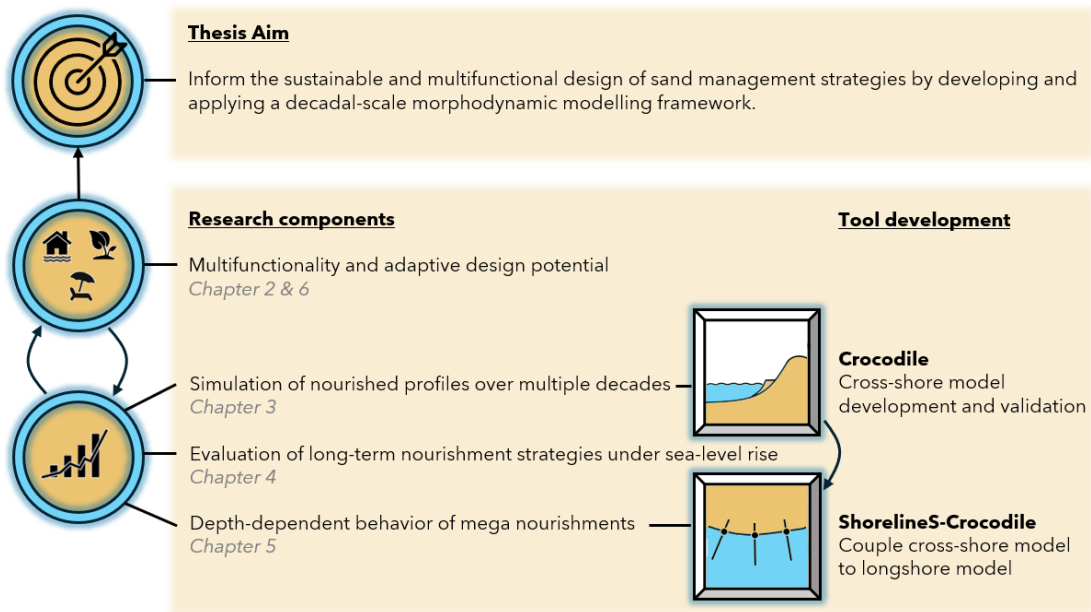 Thesis Aim
Inform the sustainable and multifunctional design of sand management strategies by developing and
applying a decadal-scale morphodynamic modelling framework.
Research components
Tool development
Multifunctionality and adaptive design potential
Chapter 2 & 6
Simulation of nourished profiles over multiple decades
Chapter 3
Crocodile
Cross-shore model
development and validation
Evaluation of long-term nourishment strategies under sea-level rise
Chapter 4
Depth-dependent behavior of mega nourishments
Chapter 5
ShorelineS-Crocodile
Couple cross-shore model
to longshore model